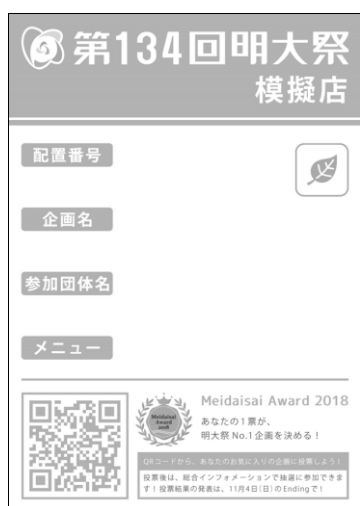 第134回明大祭
模擬店
配置番号
企画名
参加団体名
メニュー
Meidaisai
Award
2018
Meidaisai Award 2018
あなたの1票が、
明大祭 No.1企画を決める！
QRコードから、あなたのお気に入りの企画に投票しよう！
投票後は、総合インフォメーションで抽選に参加できま
す！投票結果の発表は、11月4日(日)のEndingで！